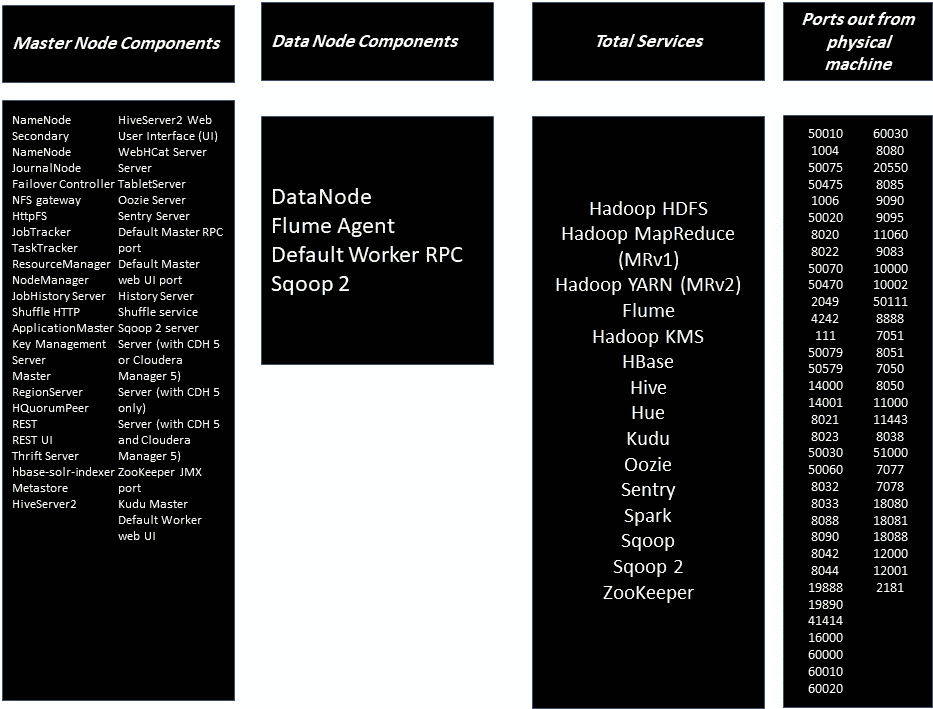 Master Node Components
NameNode
Secondary
NameNode
JournalNode
Failover Controller
NFS gateway
HttpFS
JobTracker
TaskTracker
ResourceManager
NodeManager
JobHistory Server
Shuffle HTTP
ApplicationMaster
Key Management
Server
Master
RegionServer
HQuorumPeer
REST
REST UI
Thrift Server
hbase-solr-indexer
Metastore
HiveServer2
HiveServer2 Web
User Interface (UI)
WebHCat Server
Server
TabletServer
Oozie Server
Sentry Server
Default Master RPC
port
Default Master
web UI port
History Server
Shuffle service
Sqoop 2 server
Server (with CDH 5
or Cloudera
Manager 5)
Server (with CDH 5
only)
Server (with CDH 5
and Cloudera
Manager 5)
ZooKeeper JMX
port
Kudu Master
Default Worker
web UI
Data Node Components
DataNode
Flume Agent
Default Worker RPC
Sqoop 2
Total Services
Hadoop HDFS
Hadoop MapReduce
(MRv1)
Hadoop YARN (MRv2)
Flume
Hadoop KMS
HBase
Hive
Hue
Kudu
Oozie
Sentry
Spark
Sqoop
Sqoop 2
ZooKeeper
Ports out from
physical
machine
50010
1004
50075
50475
1006
50020
8020
8022
50070
50470
2049
4242
111
50079
50579
14000
14001
8021
8023
50030
50060
8032
8033
8088
8090
8042
8044
19888
19890
41414
16000
60000
60010
60020
60030
8080
20550
8085
9090
9095
11060
9083
10000
10002
50111
8888
7051
8051
7050
8050
11000
11443
8038
51000
7077
7078
18080
18081
18088
12000
12001
2181